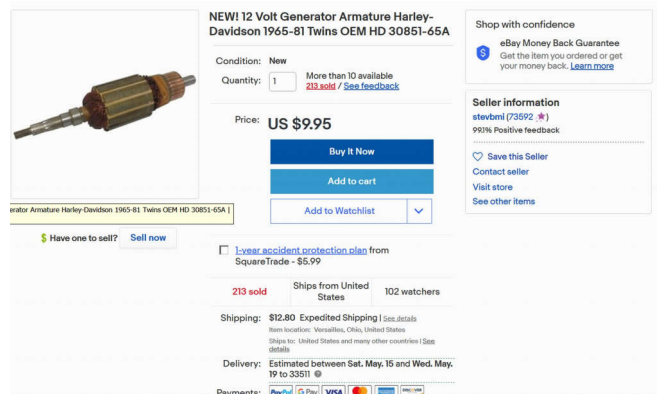 NEW! 12 Volt Generator Armature Harley-
Davidson 1965-81 Twins OEM HD 30851-65A
Condition: New
Quantity: 1 More than 10 available
213 sold / See feedback
Price: US $9.95
Buy It Now
Add to cart
Add to Watchlist
erator Armature Harley-Davidson 1965-81 Twins OEM HD 30851-65A |
$ Have one to sell? Sell now
1-year accident protection plan from
SquareTrade - $5.99
213 sold
Ships from United
States
102 watchers
Shipping: $12.80 Expedited Shipping | See details
Item location: Versailles, Ohio, United States
Ships to: United States and many other countries | See
details
Delivery: Estimated between Sat. May. 15 and Wed. May.
19 to 33511
Payments: PayPal G Pay VISA DISCOVER
Shop with confidence
eBay Money Back Guarantee
Get the item you ordered or get
your money back. Learn more
Seller information
stevbmi (73592)
99.1% Positive feedback
Save this Seller
Contact seller
Visit store
See other items